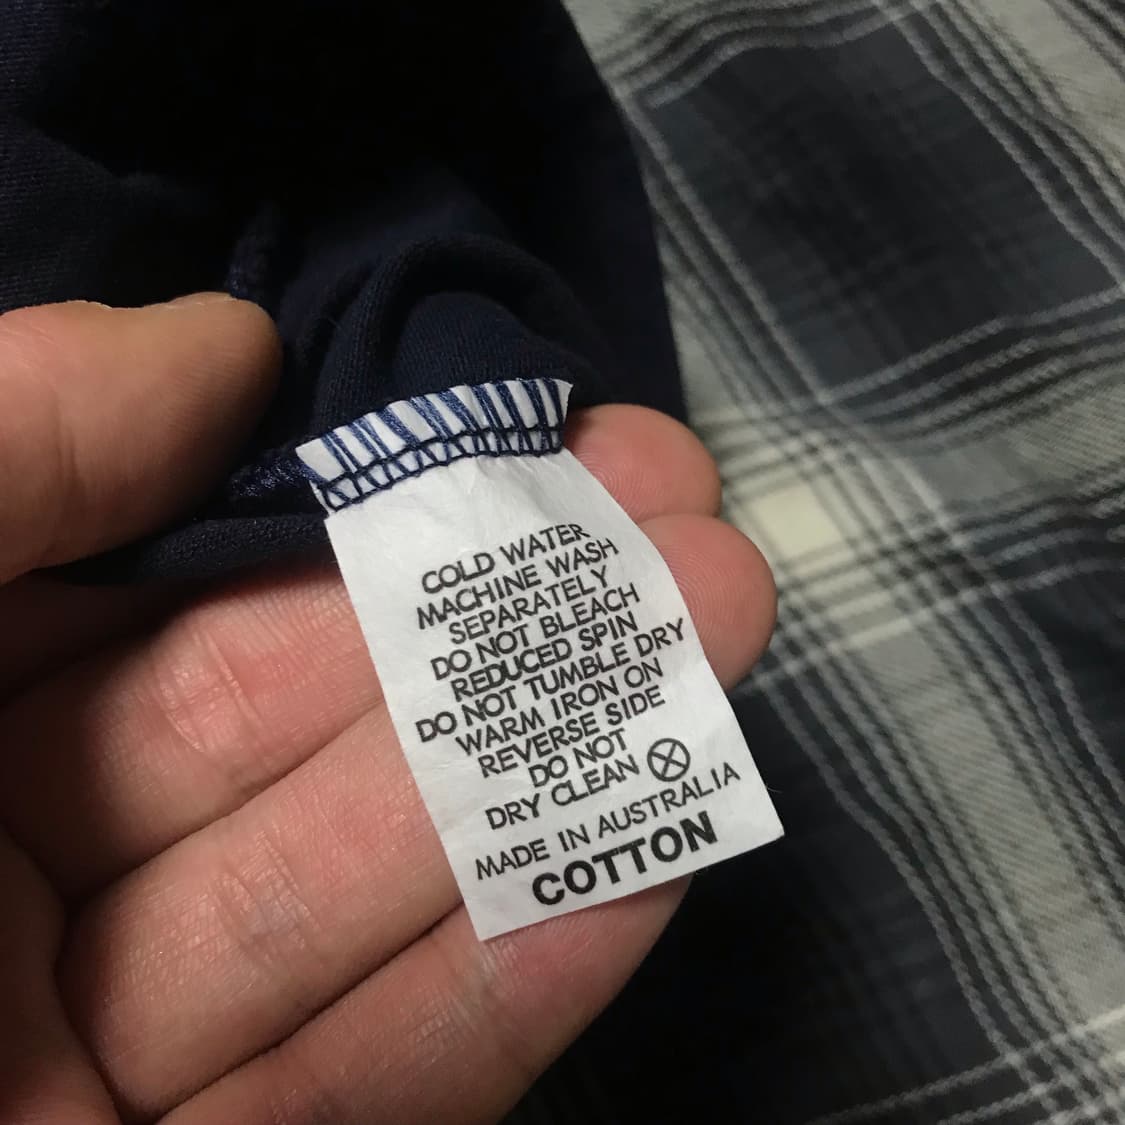 COLD WATER
MACHINE WASH
SEPARATELY
DO NOT BLEACH
REDUCED SPIN
DO NOT TUMBLE DRY
WARM IRON ON
REVERSE SIDE
DO NOT
DRY CLEAN
MADE IN AUSTRALIA
COTTON